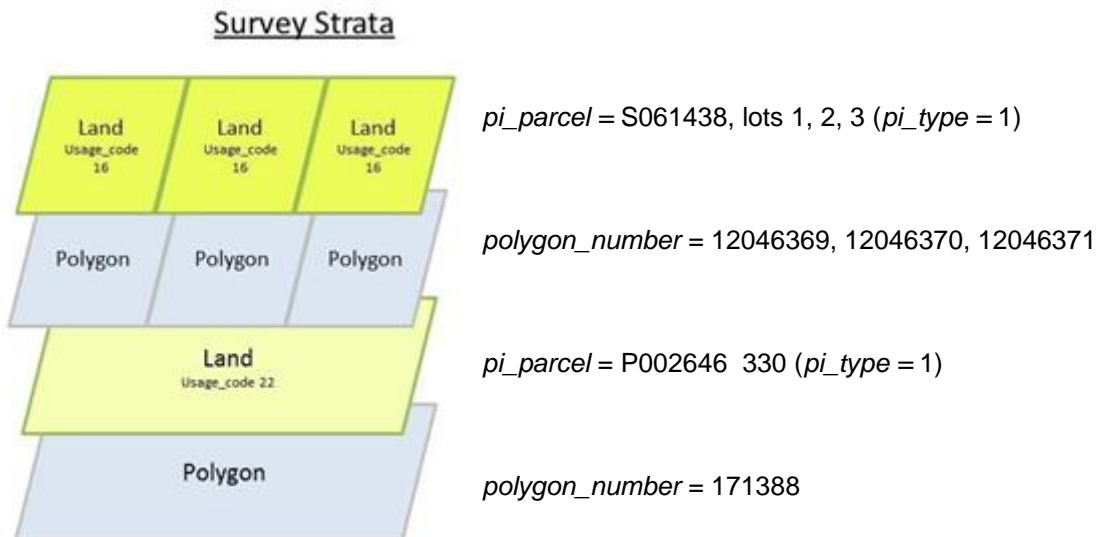 Survey Strata
Land Land Land
Usage_code Usage_code Usage_code
16 16 16
pi_parcel = S061438, lots 1, 2, 3 (pi_type = 1)
Polygon Polygon Polygon
polygon_number = 12046369, 12046370, 12046371
Land
Usage_code 22
pi_parcel = P002646 330 (pi_type = 1)
Polygon
polygon_number = 171388